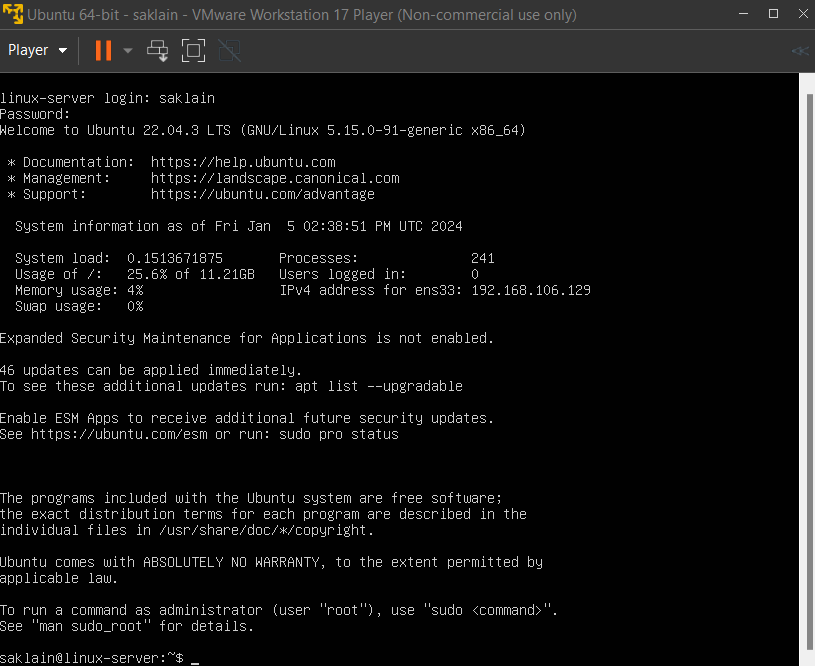 Ubuntu 64-bit - saklain - VMware Workstation 17 Player (Non-commercial use only)
Player
linux-server login: saklain
Password:
Welcome to Ubuntu 22.04.3 LTS (GNU/Linux 5.15.0-91-generic x86_64)
* Documentation:  https://help.ubuntu.com
* Management:     https://landscape.canonical.com
* Support:        https://ubuntu.com/advantage
System information as of Fri Jan  5 02:38:51 PM UTC 2024
System load:  0.1513671875       Processes:              241
Usage of /:   25.6% of 11.21GB   Users logged in:        0
Memory usage: 4%                 IPv4 address for ens33: 192.168.106.129
Swap usage:   0%
Expanded Security Maintenance for Applications is not enabled.
46 updates can be applied immediately.
To see these additional updates run: apt list --upgradable
Enable ESM Apps to receive additional future security updates.
See https://ubuntu.com/esm or run: sudo pro status
The programs included with the Ubuntu system are free software;
the exact distribution terms for each program are described in the
individual files in /usr/share/doc/*/copyright.
Ubuntu comes with ABSOLUTELY NO WARRANTY, to the extent permitted by
applicable law.
To run a command as administrator (user "root"), use "sudo <command>".
See "man sudo_root" for details.
saklain@linux-server:~$ _